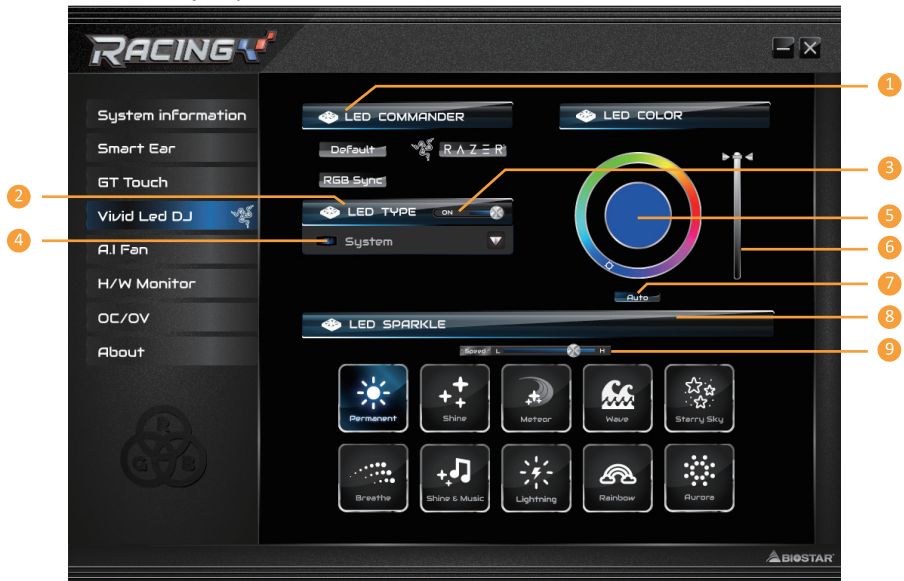 RACING
System information
Smart Ear
GT Touch
Vivid Led DJ
A.I Fan
H/W Monitor
OC/OV
About
R
G B
LED COMMANDER
Default
RAZER
RGB Sync
LED TYPE ON
System
LED COLOR
Auto
LED SPARKLE
Speed L H
Permanent Shine Meteor Wave Starry Sky
Breathe Shine & Music Lightning Rainbow Aurora
BIOSTAR
1
2
3
4
5
6
7
8
9